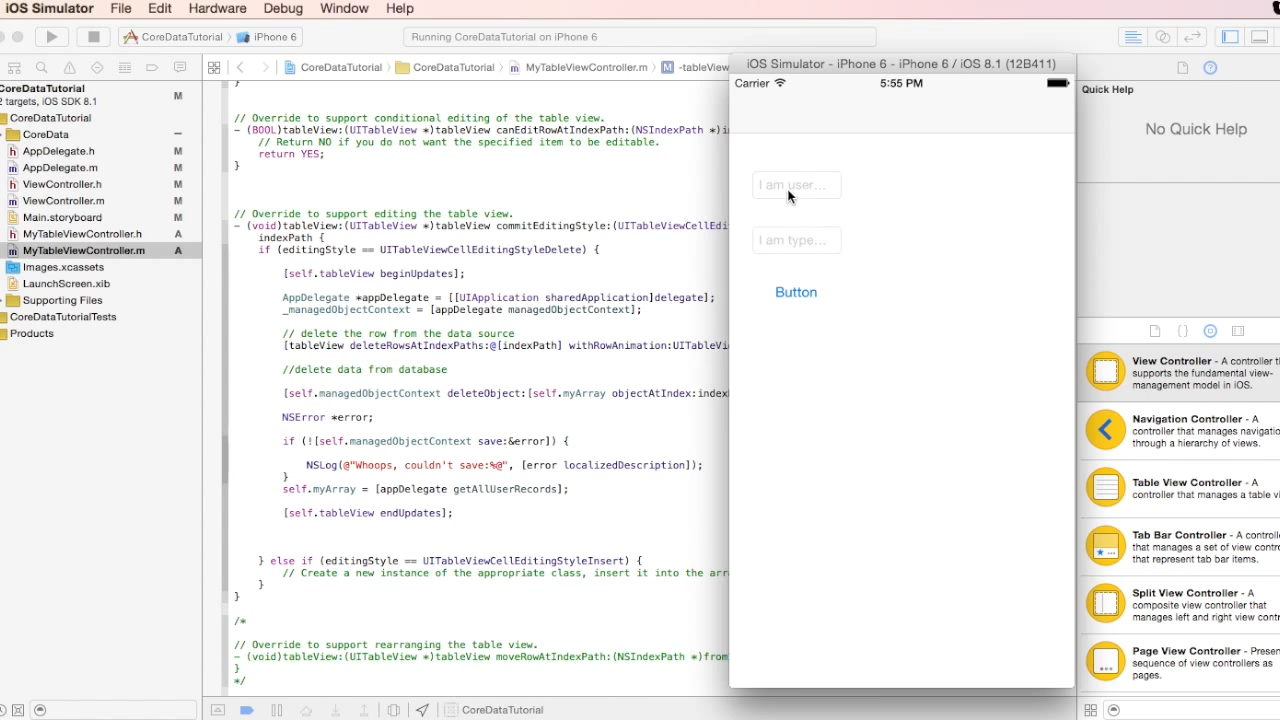 iOS Simulator File Edit Hardware Debug Window Help
CoreDataTutorial iPhone 6 Running CoreDataTutorial on iPhone 6
CoreDataTutorial CoreDataTutorial MyTableViewController.m M -tableView
CoreDataTutorial M
2 targets, iOS SDK 8.1
CoreDataTutorial
CoreData
AppDelegate.h M
AppDelegate.m M
ViewController.h M
ViewController.m M
Main.storyboard M
MyTableViewController.h A
MyTableViewController.m A
Images.xcassets
LaunchScreen.xib
Supporting Files
CoreDataTutorialTests
Products
}
// Override to support conditional editing of the table view.
- (BOOL)tableView:(UITableView *)tableView canEditRowAtIndexPath:(NSIndexPath *)in
// Return NO if you do not want the specified item to be editable.
return YES;
}
// Override to support editing the table view.
- (void)tableView:(UITableView *)tableView commitEditingStyle:(UITableViewCellEdi
indexPath {
if (editingStyle == UITableViewCellEditingStyleDelete) {
[self.tableView beginUpdates];
AppDelegate *appDelegate = [[UIApplication sharedApplication]delegate];
_managedObjectContext = [appDelegate managedObjectContext];
// delete the row from the data source
[tableView deleteRowsAtIndexPaths:@[indexPath] withRowAnimation:UITableVi
//delete data from database
[self.managedObjectContext deleteObject:[self.myArray objectAtIndex:index
NSError *error;
if (![self.managedObjectContext save:&error]) {
NSLog(@"Whoops, couldn't save:%@", [error localizedDescription]);
}
self.myArray = [appDelegate getAllUserRecords];
[self.tableView endUpdates];
} else if (editingStyle == UITableViewCellEditingStyleInsert) {
// Create a new instance of the appropriate class, insert it into the arr
}
}
/*
// Override to support rearranging the table view.
- (void)tableView:(UITableView *)tableView moveRowAtIndexPath:(NSIndexPath *)from
}
*/
CoreDataTutorial
iOS Simulator - iPhone 6 - iPhone 6 / iOS 8.1 (12B411)
Carrier 5:55 PM
I am user...
I am type...
Button
Quick Help
No Quick Help
View Controller - A controller t
supports the fundamental view-
management model in iOS.
Navigation Controller - A
controller that manages navigatio
through a hierarchy of views.
Table View Controller - A
controller that manages a table vi
Tab Bar Controller - A controlle
that manages a set of view contr
that represent tab bar items.
Split View Controller - A
composite view controller that
manages left and right view contr
Page View Controller - Presen
sequence of view controllers as
pages.